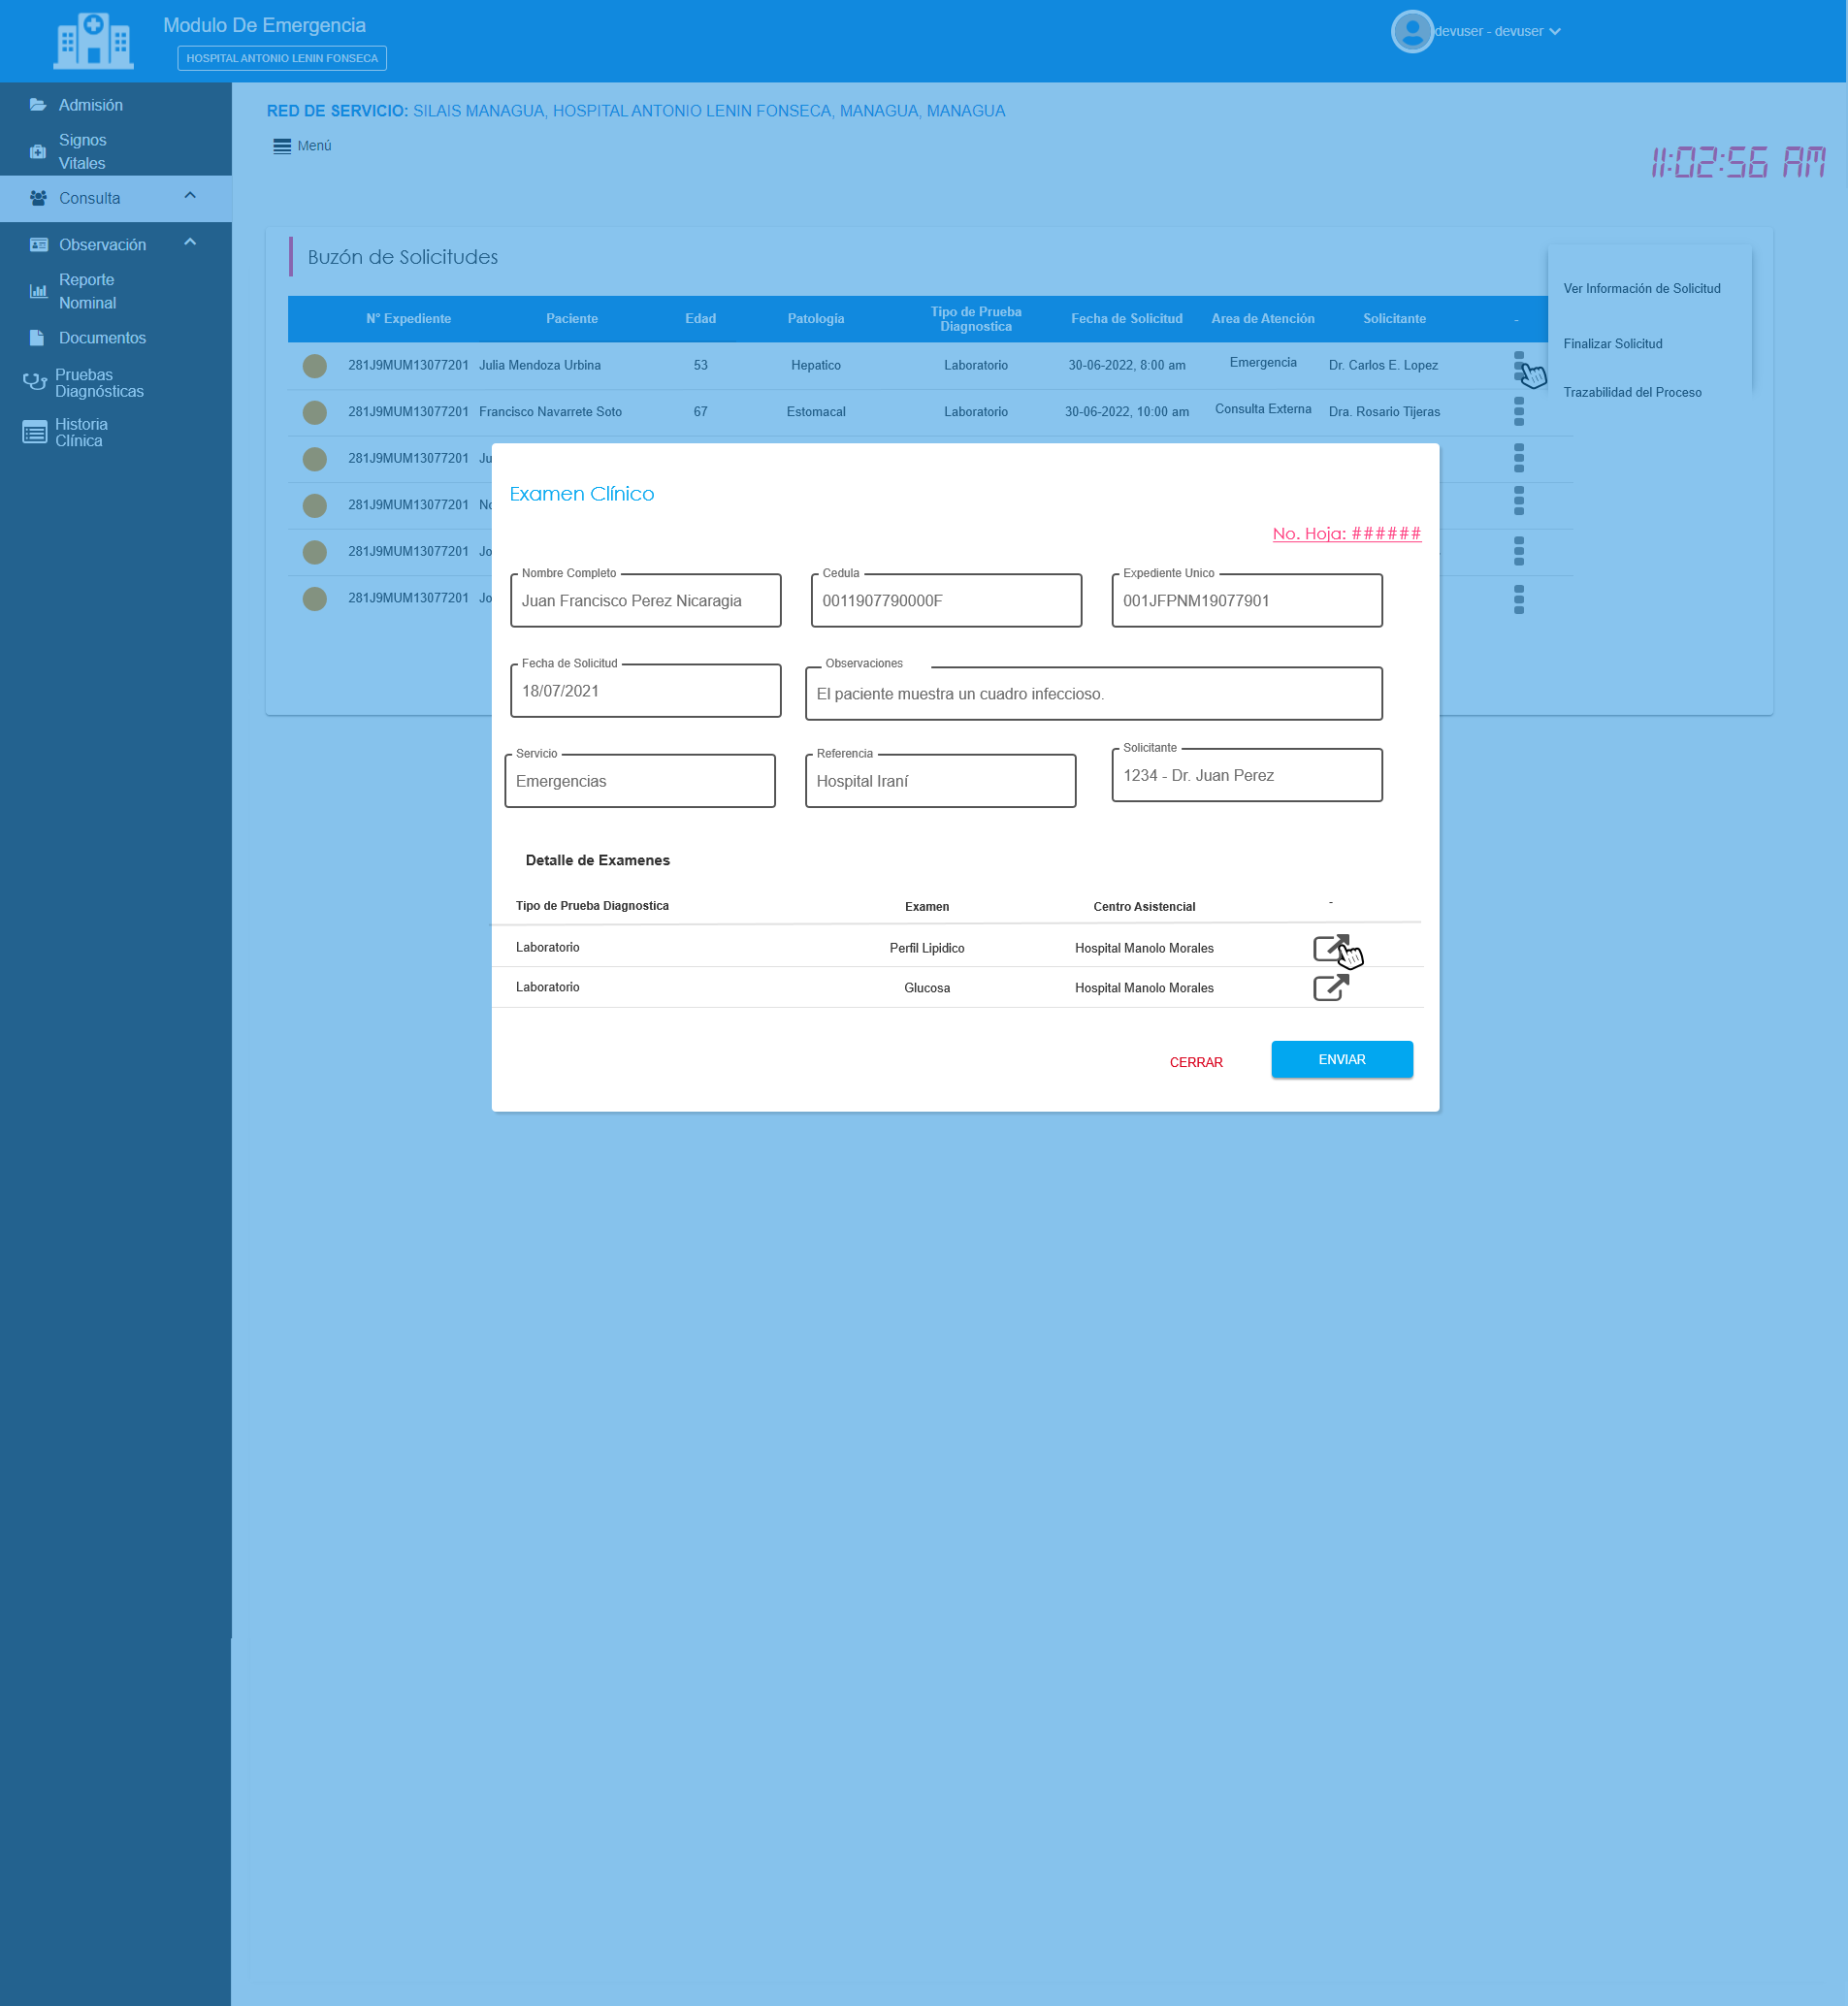 Modulo De Emergencia
HOSPITAL ANTONIO LENIN FONSECA
devuser - devuser
Admisión
Signos
Vitales
Consulta
Observación
Reporte
Nominal
Documentos
Pruebas
Diagnósticas
Historia
Clínica
RED DE SERVICIO: SILAIS MANAGUA, HOSPITAL ANTONIO LENIN FONSECA, MANAGUA, MANAGUA
Menú
11:02:56 AM
Buzón de Solicitudes
Ver Información de Solicitud
Finalizar Solicitud
Trazabilidad del Proceso
N° Expediente Paciente Edad Patología Tipo de Prueba Diagnostica Fecha de Solicitud Area de Atención Solicitante -
281J9MUM13077201 Julia Mendoza Urbina 53 Hepatico Laboratorio 30-06-2022, 8:00 am Emergencia Dr. Carlos E. Lopez
281J9MUM13077201 Francisco Navarrete Soto 67 Estomacal Laboratorio 30-06-2022, 10:00 am Consulta Externa Dra. Rosario Tijeras
281J9MUM13077201 Ju
281J9MUM13077201
281J9MUM13077201 Jo
281J9MUM13077201 Jo
Examen Clínico
No. Hoja: ######
Nombre Completo
Juan Francisco Perez Nicaragia
Cedula
0011907790000F
Expediente Unico
001JFPNM19077901
Fecha de Solicitud
18/07/2021
Observaciones
El paciente muestra un cuadro infeccioso.
Servicio
Emergencias
Referencia
Hospital Iraní
Solicitante
1234 - Dr. Juan Perez
Detalle de Examenes
Tipo de Prueba Diagnostica Examen Centro Asistencial -
Laboratorio Perfil Lipidico Hospital Manolo Morales
Laboratorio Glucosa Hospital Manolo Morales
CERRAR
ENVIAR